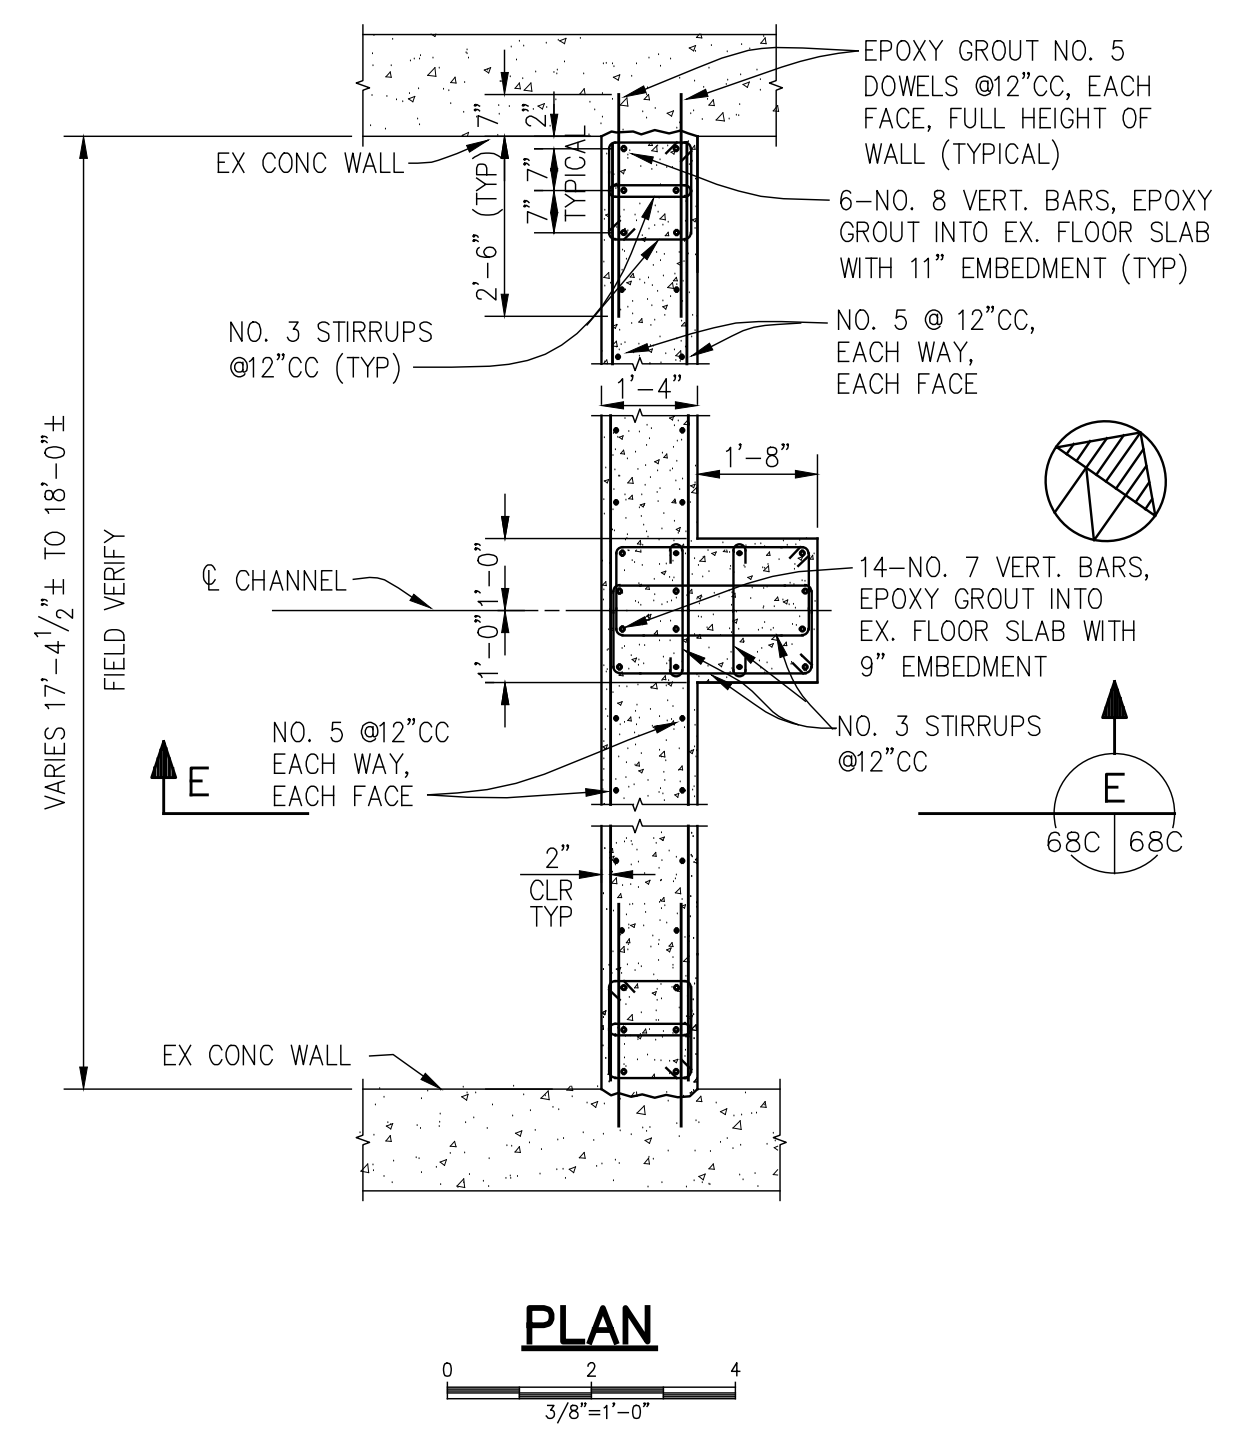 EPOXY GROUT NO. 5
DOWELS @12"CC, EACH
FACE, FULL HEIGHT OF
WALL (TYPICAL)
7"
2"
EX CONC WALL
2'-6" (TYP)
7"
7"
TYPICAL
6-NO. 8 VERT. BARS, EPOXY
GROUT INTO EX. FLOOR SLAB
WITH 11" EMBEDMENT (TYP)
NO. 3 STIRRUPS
@12"CC (TYP)
NO. 5 @ 12"CC,
EACH WAY,
EACH FACE
1'-4"
1'-8"
VARIES 17'-4 1/2"± TO 18'-0"±
FIELD VERIFY
℄ CHANNEL
1'-0"
1'-0"
14-NO. 7 VERT. BARS,
EPOXY GROUT INTO
EX. FLOOR SLAB WITH
9" EMBEDMENT
NO. 5 @12"CC
EACH WAY,
EACH FACE
NO. 3 STIRRUPS
@12"CC
E
E
68C 68C
2"
CLR
TYP
EX CONC WALL
PLAN
0 2 4
3/8"=1'-0"